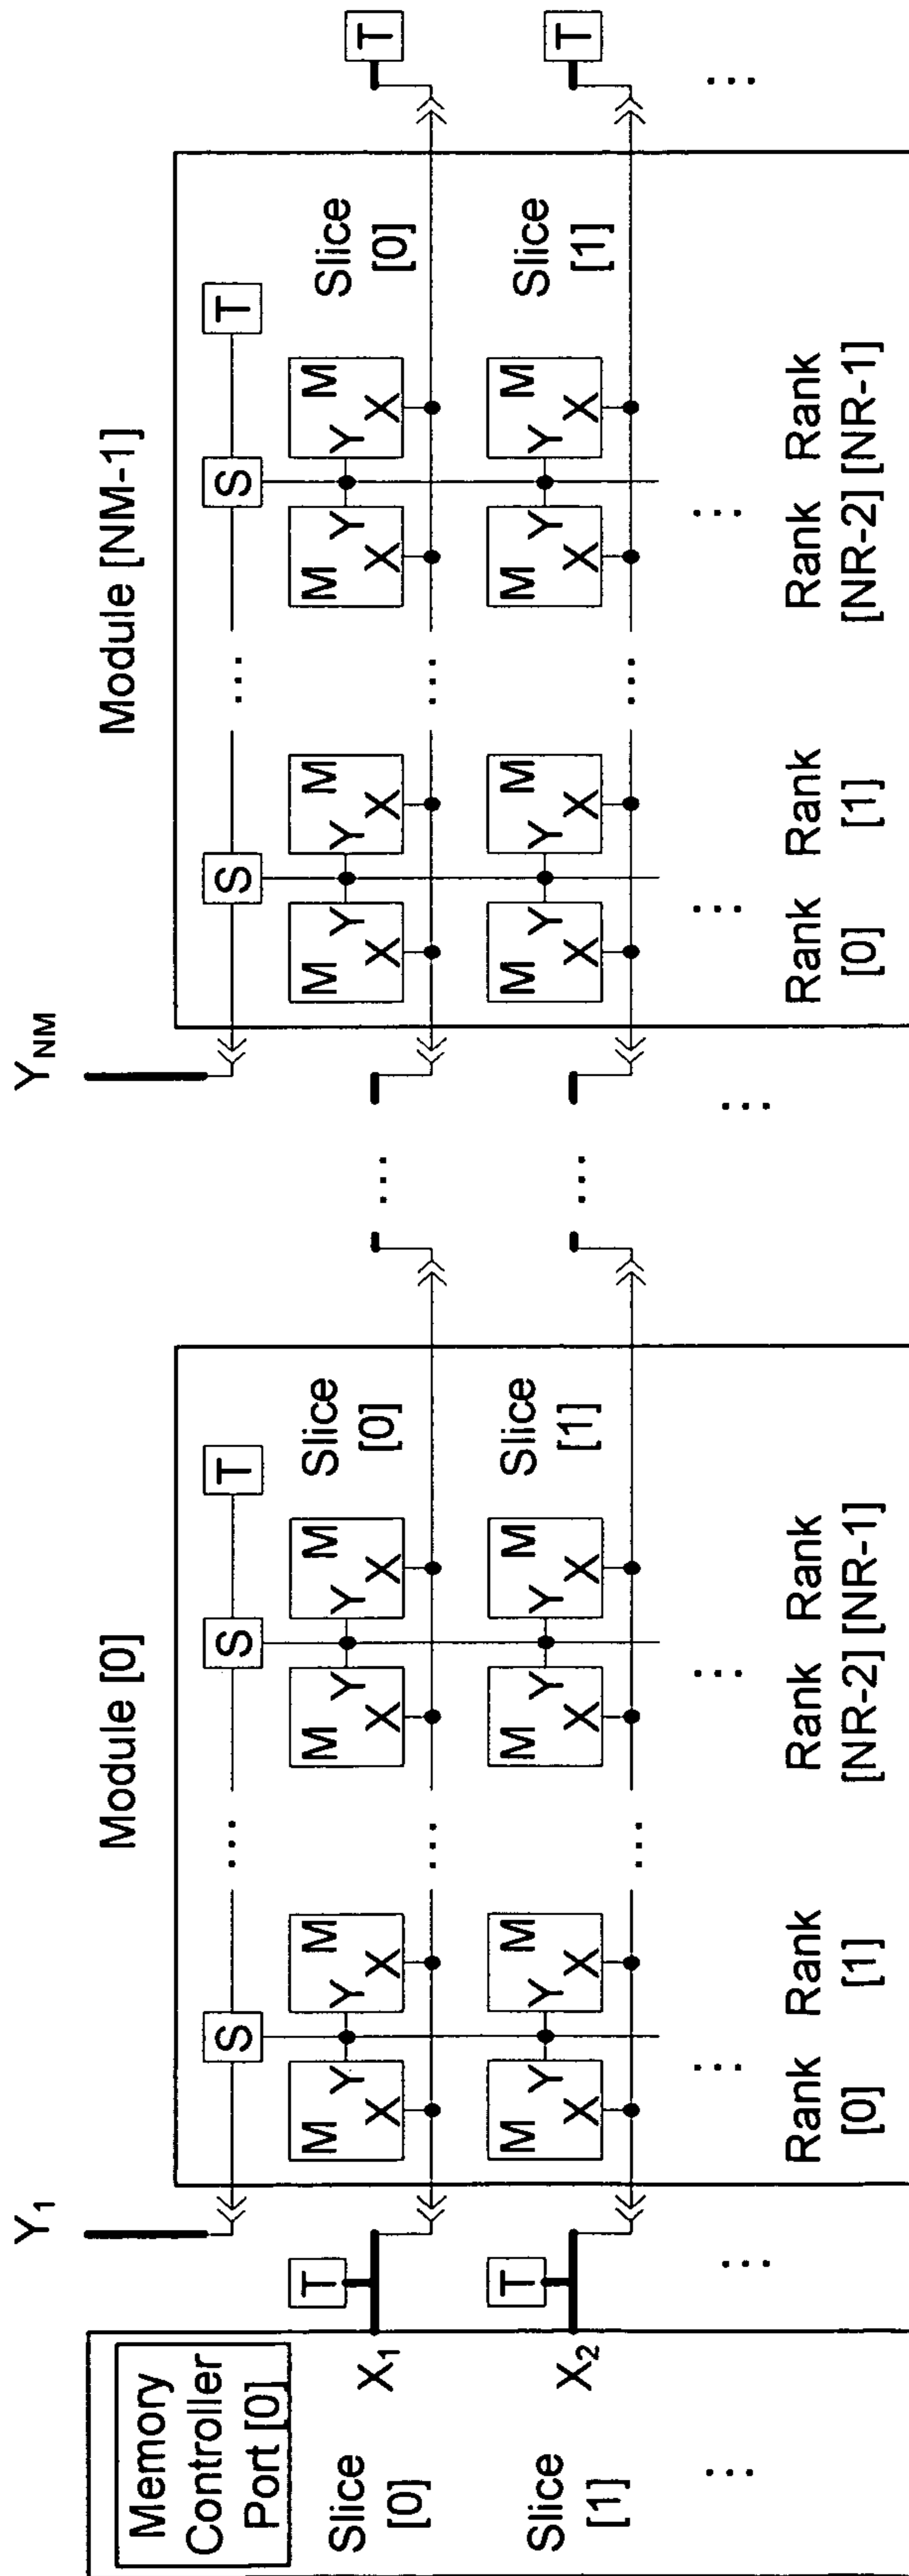 Y₁
Y_NM
Module [0]
Module [NM-1]
Memory
Controller
Port [0]
S
...
S
T
S
...
S
T
Slice
[0]
X₁
T
M
Y
X
M
Y
X
...
M
Y
X
M
Y
X
Slice
[0]
...
M
Y
X
M
Y
X
...
M
Y
X
M
Y
X
Slice
[0]
T
Slice
[1]
X₂
T
M
Y
X
M
Y
X
...
M
Y
X
M
Y
X
Slice
[1]
...
M
Y
X
M
Y
X
...
M
Y
X
M
Y
X
Slice
[1]
T
...
...
...
...
...
...
...
...
Rank
[0]
Rank
[1]
Rank
[NR-2]
Rank
[NR-1]
Rank
[0]
Rank
[1]
Rank
[NR-2]
Rank
[NR-1]